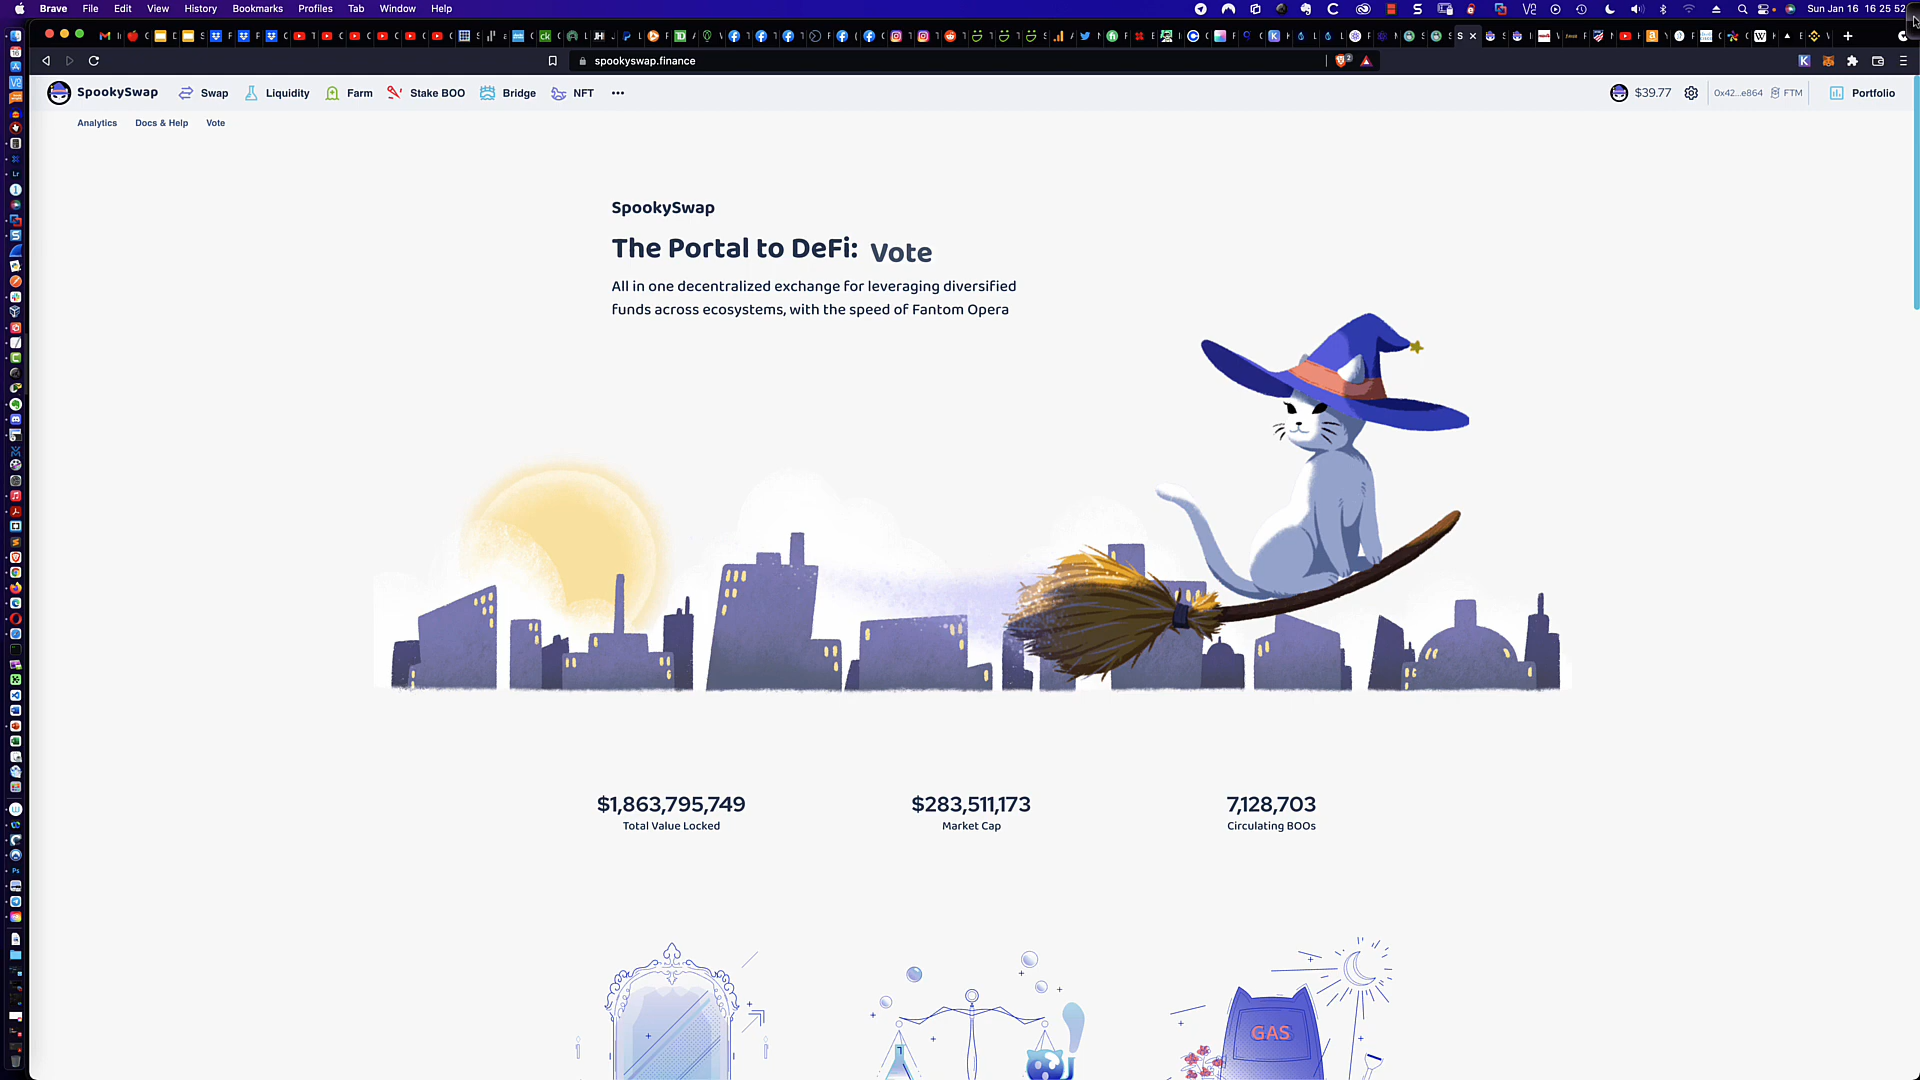 Brave File Edit View History Bookmarks Profiles Tab Window Help
Sun Jan 16 16 25 52
spookyswap.finance
SpookySwap Swap Liquidity Farm Stake BOO Bridge NFT
$39.77 0x42...e864 FTM Portfolio
Analytics Docs & Help Vote
SpookySwap
The Portal to DeFi: Vote
All in one decentralized exchange for leveraging diversified
funds across ecosystems, with the speed of Fantom Opera
$1,863,795,749 $283,511,173 7,128,703
Total Value Locked Market Cap Circulating BOOs
GAS